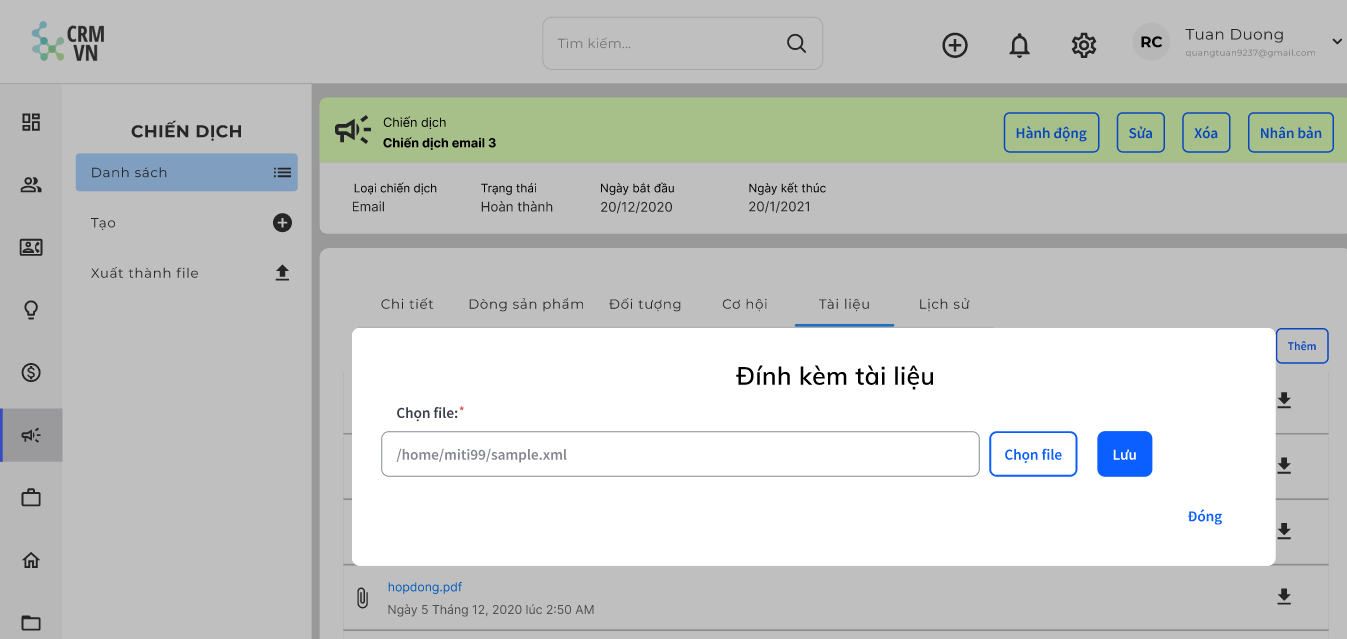 CRM
VN
Tìm kiếm...
RC
Tuan Duong
quangtuan9237@gmail.com
CHIẾN DỊCH
Danh sách
Tạo
Xuất thành file
Chiến dịch
Chiến dịch email 3
Hành động
Sửa
Xóa
Nhân bản
Loại chiến dịch
Trạng thái
Ngày bắt đầu
Ngày kết thúc
Email
Hoàn thành
20/12/2020
20/1/2021
Chi tiết
Dòng sản phẩm
Đối tượng
Cơ hội
Tài liệu
Lịch sử
Thêm
Đính kèm tài liệu
Chọn file:*
/home/miti99/sample.xml
Chọn file
Lưu
Đóng
hopdong.pdf
Ngày 5 Tháng 12, 2020 lúc 2:50 AM